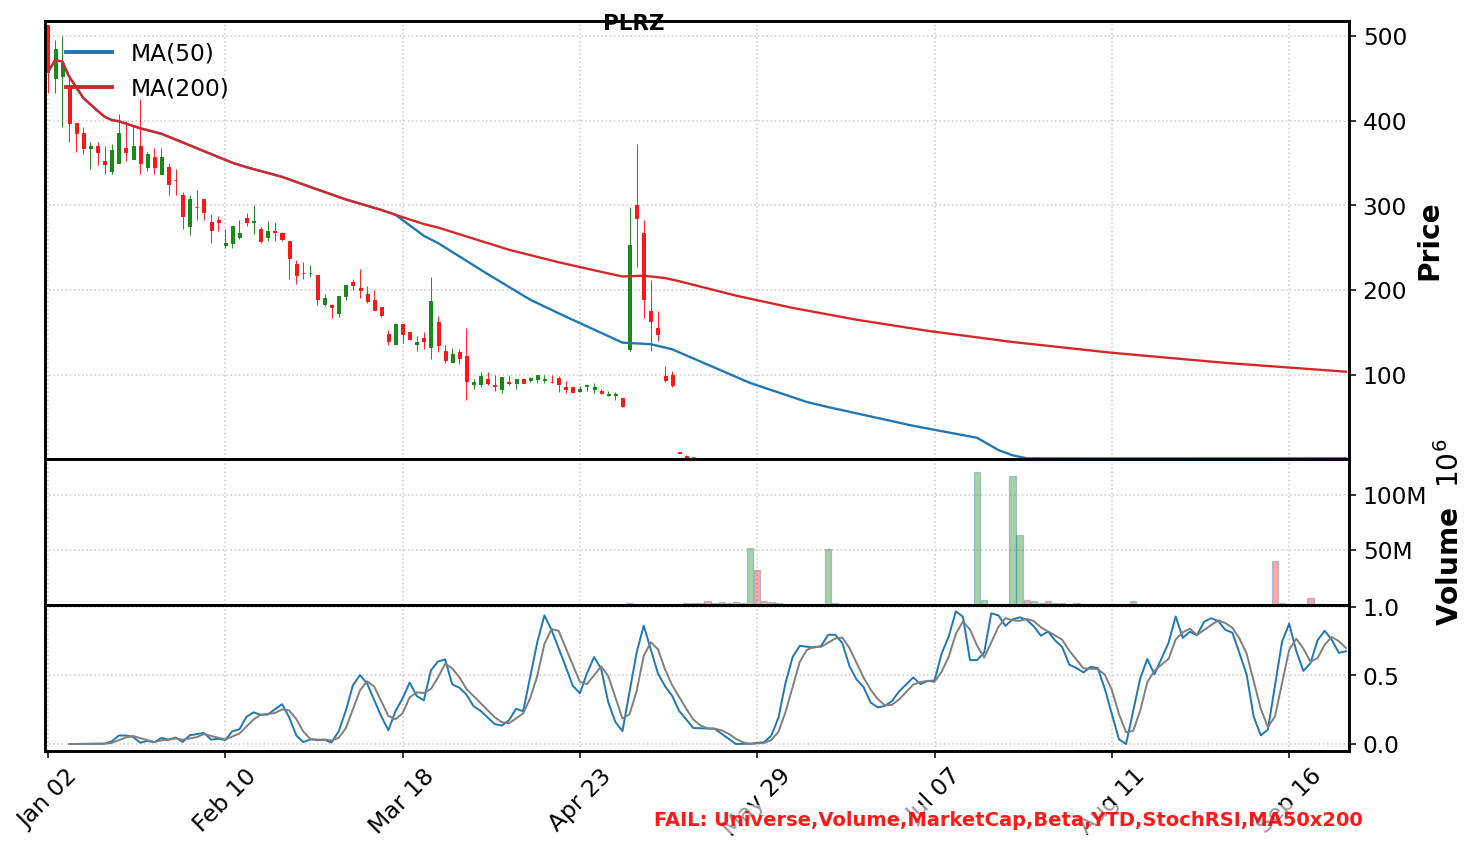 PLRZ
MA(50)
MA(200)
500
400
300
200
100
Price
10^6
100M
50M
Volume
1.0
0.5
0.0
Jan 02
Feb 10
Mar 18
Apr 23
May 29
Jul 07
Aug 11
Sep 16
FAIL: Universe,Volume,MarketCap,Beta,YTD,StochRSI,MA50x200